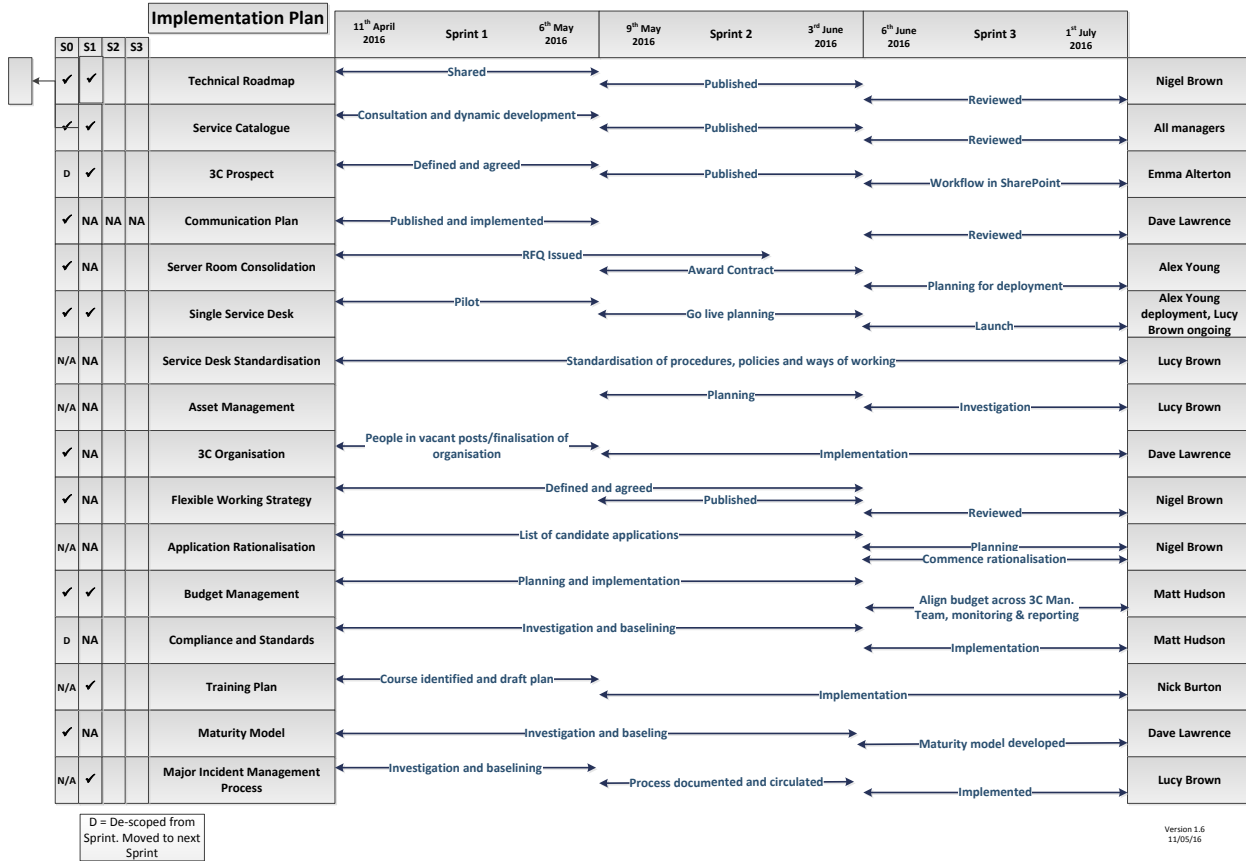 Implementation Plan
11th April 2016
Sprint 1
6th May 2016
9th May 2016
Sprint 2
3rd June 2016
6th June 2016
Sprint 3
1st July 2016
S0 S1 S2 S3
✓ ✓ Technical Roadmap
Shared
Published
Reviewed
Nigel Brown
✓ ✓ Service Catalogue
Consultation and dynamic development
Published
Reviewed
All managers
D ✓ 3C Prospect
Defined and agreed
Published
Workflow in SharePoint
Emma Alterton
✓ NA NA NA Communication Plan
Published and implemented
Reviewed
Dave Lawrence
✓ NA Server Room Consolidation
RFQ Issued
Award Contract
Planning for deployment
Alex Young
✓ ✓ Single Service Desk
Pilot
Go live planning
Launch
Alex Young
deployment, Lucy
Brown ongoing
N/A NA Service Desk Standardisation
Standardisation of procedures, policies and ways of working
Lucy Brown
N/A NA Asset Management
Planning
Investigation
Lucy Brown
✓ NA 3C Organisation
People in vacant posts/finalisation of
organisation
Implementation
Dave Lawrence
✓ NA Flexible Working Strategy
Defined and agreed
Published
Reviewed
Nigel Brown
N/A NA Application Rationalisation
List of candidate applications
Planning
Commence rationalisation
Nigel Brown
✓ ✓ Budget Management
Planning and implementation
Align budget across 3C Man.
Team, monitoring & reporting
Matt Hudson
D NA Compliance and Standards
Investigation and baselining
Implementation
Matt Hudson
N/A ✓ Training Plan
Course identified and draft plan
Implementation
Nick Burton
✓ NA Maturity Model
Investigation and baseling
Maturity model developed
Dave Lawrence
N/A ✓ Major Incident Management
Process
Investigation and baselining
Process documented and circulated
Implemented
Lucy Brown
D = De-scoped from
Sprint. Moved to next
Sprint
Version 1.6
11/05/16